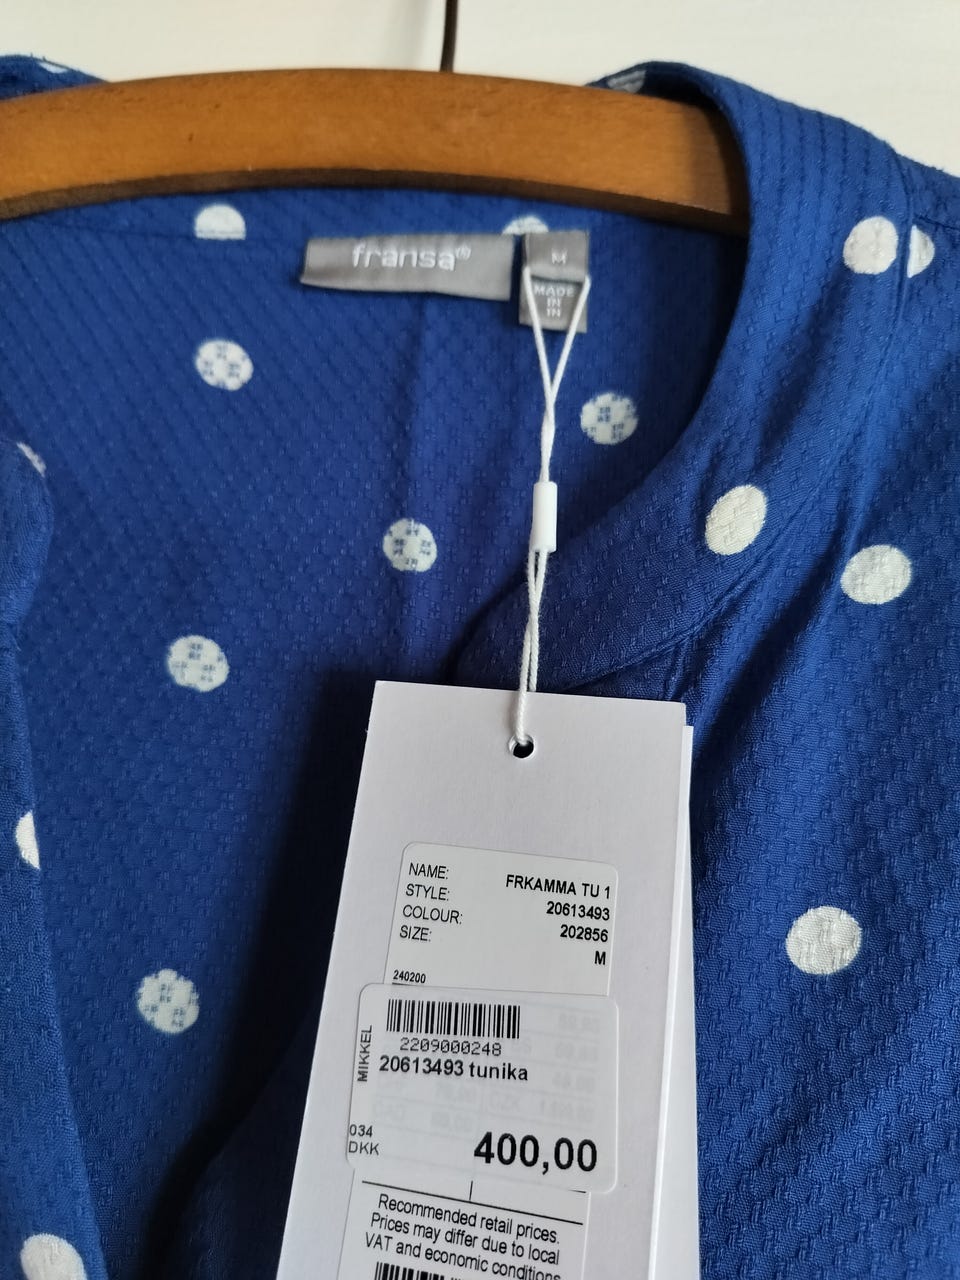 fransa®
M
MADE
IN
IN
NAME: FRKAMMA TU 1
STYLE: 20613493
COLOUR: 202856
SIZE: M
240200
MIKKEL
2209000248
20613493 tunika
034
DKK
400,00
Recommended retail prices.
Prices may differ due to local
VAT and economic conditions